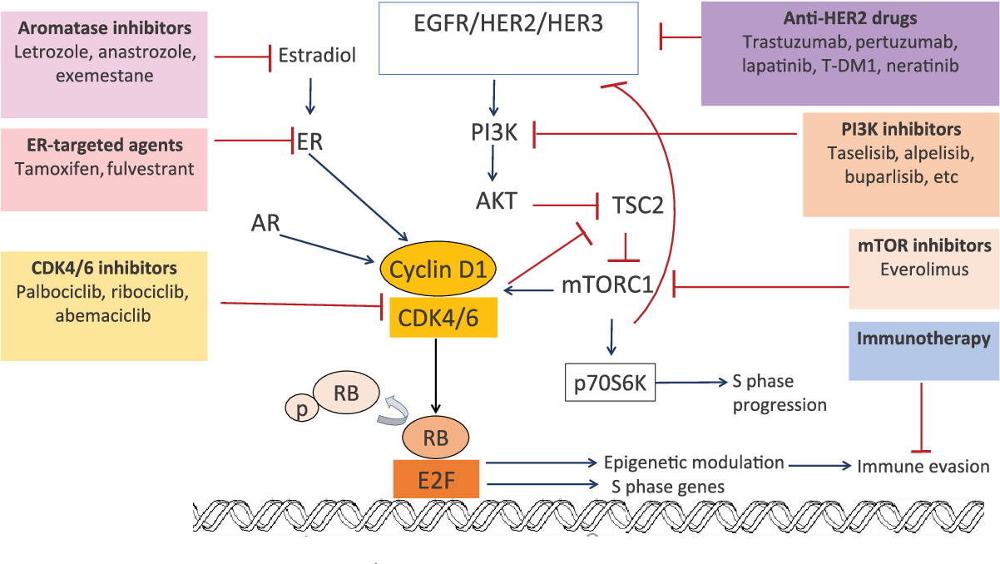 Aromatase inhibitors
Letrozole, anastrozole,
exemestane
Estradiol
EGFR/HER2/HER3
Anti-HER2 drugs
Trastuzumab, pertuzumab,
lapatinib, T-DM1, neratinib
ER-targeted agents
Tamoxifen, fulvestrant
ER
PI3K
PI3K inhibitors
Taselisib, alpelisib,
buparlisib, etc
AKT
TSC2
AR
CDK4/6 inhibitors
Palbociclib, ribociclib,
abemaciclib
Cyclin D1
CDK4/6
mTORC1
mTOR inhibitors
Everolimus
Immunotherapy
p70S6K
S phase
progression
RB
p
RB
E2F
Epigenetic modulation
Immune evasion
S phase genes